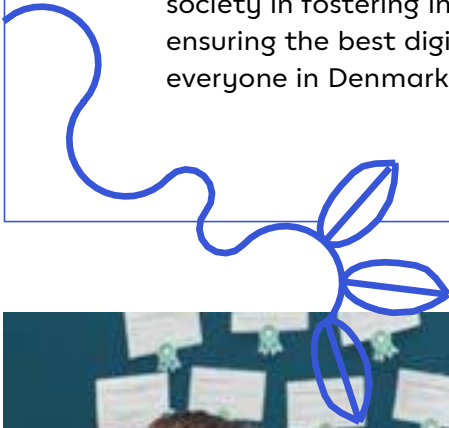 society in fostering in
ensuring the best digi
everyone in Denmark